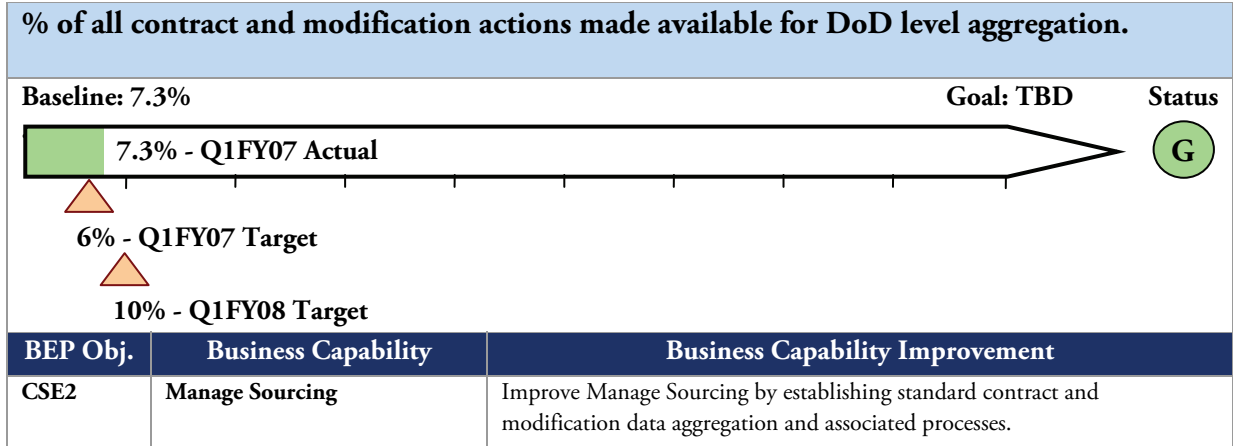 % of all contract and modification actions made available for DoD level aggregation.
Baseline: 7.3% Goal: TBD Status
7.3% - Q1FY07 Actual G
6% - Q1FY07 Target
10% - Q1FY08 Target
BEP Obj. Business Capability Business Capability Improvement
CSE2 Manage Sourcing Improve Manage Sourcing by establishing standard contract and
modification data aggregation and associated processes.